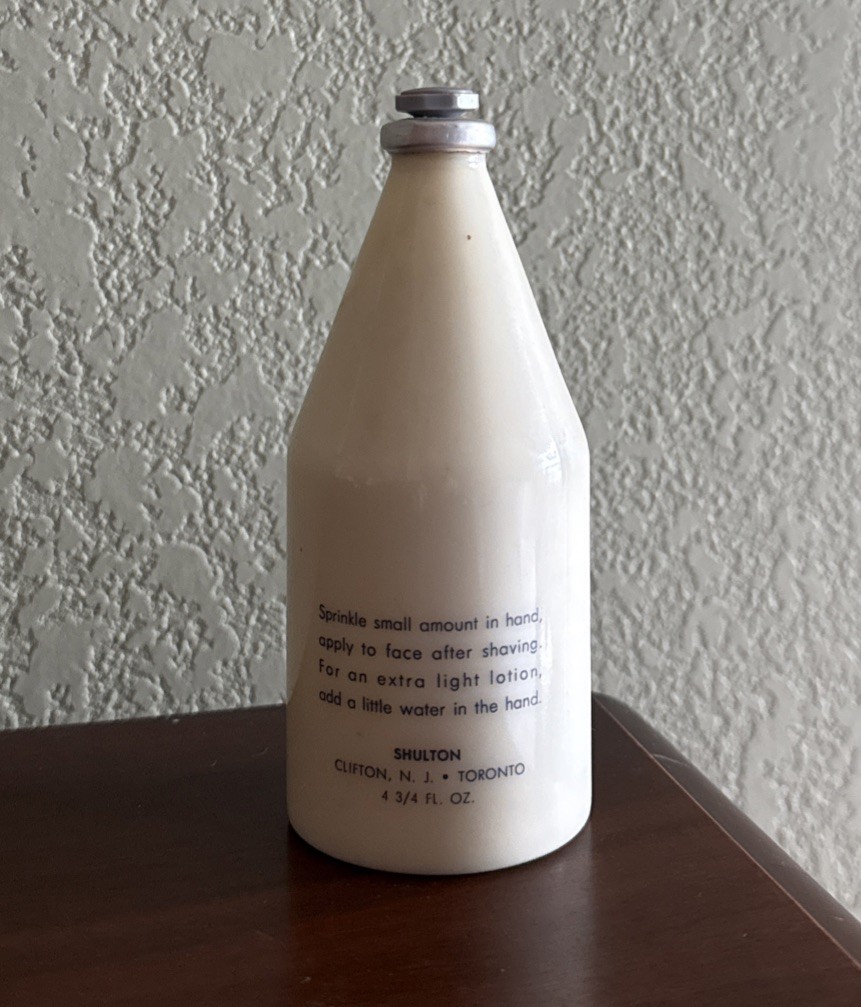 Sprinkle small amount in hand,
apply to face after shaving.
For an extra light lotion,
add a little water in the hand.
SHULTON
CLIFTON, N. J. • TORONTO
4 3/4 FL. OZ.